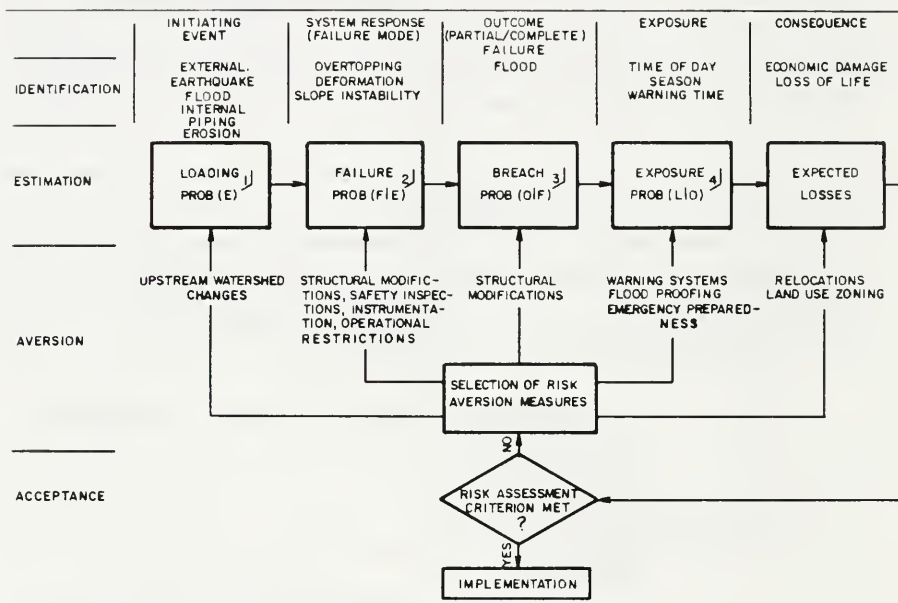 INITIATING
EVENT
SYSTEM RESPONSE
(FAILURE MODE)
OUTCOME
(PARTIAL/COMPLETE)
FAILURE
EXPOSURE
CONSEQUENCE
IDENTIFICATION
EXTERNAL.
EARTHQUAKE
FLOOD
INTERNAL
PIPING
EROSION
OVERTOPPING
DEFORMATION
SLOPE INSTABILITY
FLOOD
TIME OF DAY
SEASON
WARNING TIME
ECONOMIC DAMAGE
LOSS OF LIFE
ESTIMATION
LOADING 1
PROB (E)
FAILURE 2
PROB (F|E)
BREACH 3
PROB (O|F)
EXPOSURE 4
PROB (L|O)
EXPECTED
LOSSES
AVERSION
UPSTREAM WATERSHED
CHANGES
STRUCTURAL MODIFIC-
TIONS, SAFETY INSPEC-
TIONS, INSTRUMENTA-
TION, OPERATIONAL
RESTRICTIONS
STRUCTURAL
MODIFICATIONS
WARNING SYSTEMS
FLOOD PROOFING
EMERGENCY PREPARED-
NESS
RELOCATIONS
LAND USE ZONING
SELECTION OF RISK
AVERSION MEASURES
NO
ACCEPTANCE
RISK ASSESSMENT
CRITERION MET
?
YES
IMPLEMENTATION